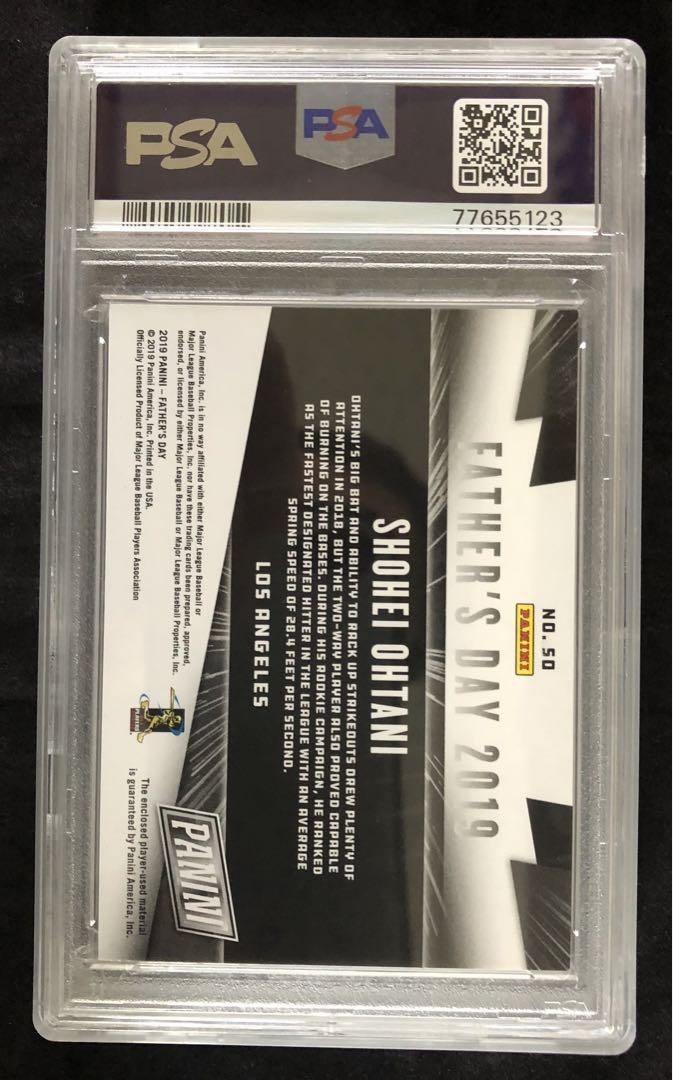 PSA
PSA
77655123
NO. 50
PANINI
FATHER'S DAY 2019
SHOHEI OHTANI
OHTANI'S BIG BAT AND ABILITY TO RACK UP STRIKEOUTS DREW PLENTY OF
ATTENTION IN 2018, BUT THE TWO-WAY PLAYER ALSO PROVED CAPABLE
OF BURNING ON THE BASES. DURING HIS ROOKIE CAMPAIGN, HE RANKED
AS THE FASTEST DESIGNATED HITTER IN THE LEAGUE WITH AN AVERAGE
SPRING SPEED OF 28.4 FEET PER SECOND.
LOS ANGELES
Panini America, Inc. is in no way affiliated with either Major League Baseball or
Major League Baseball Properties, Inc. nor have these trading cards been prepared, approved,
endorsed, or licensed by either Major League Baseball or Major League Baseball Properties, Inc.
2019 PANINI – FATHER'S DAY
© 2019 Panini America, Inc. Printed in the USA.
Officially Licensed Product of Major League Baseball Players Association
PLAYERS
The enclosed player-used material
is guaranteed by Panini America, Inc.
PANINI
PSA